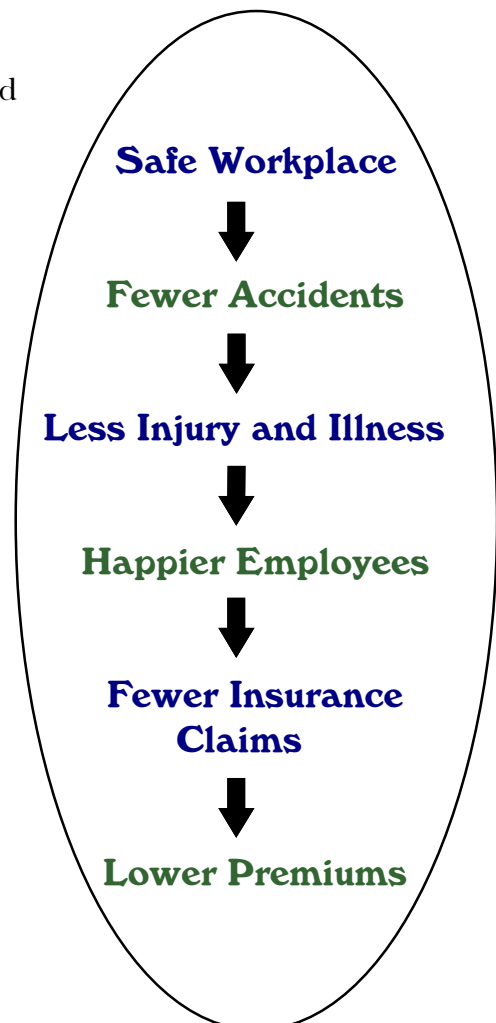 d
Safe Workplace
Fewer Accidents
Less Injury and Illness
Happier Employees
Fewer Insurance
Claims
Lower Premiums